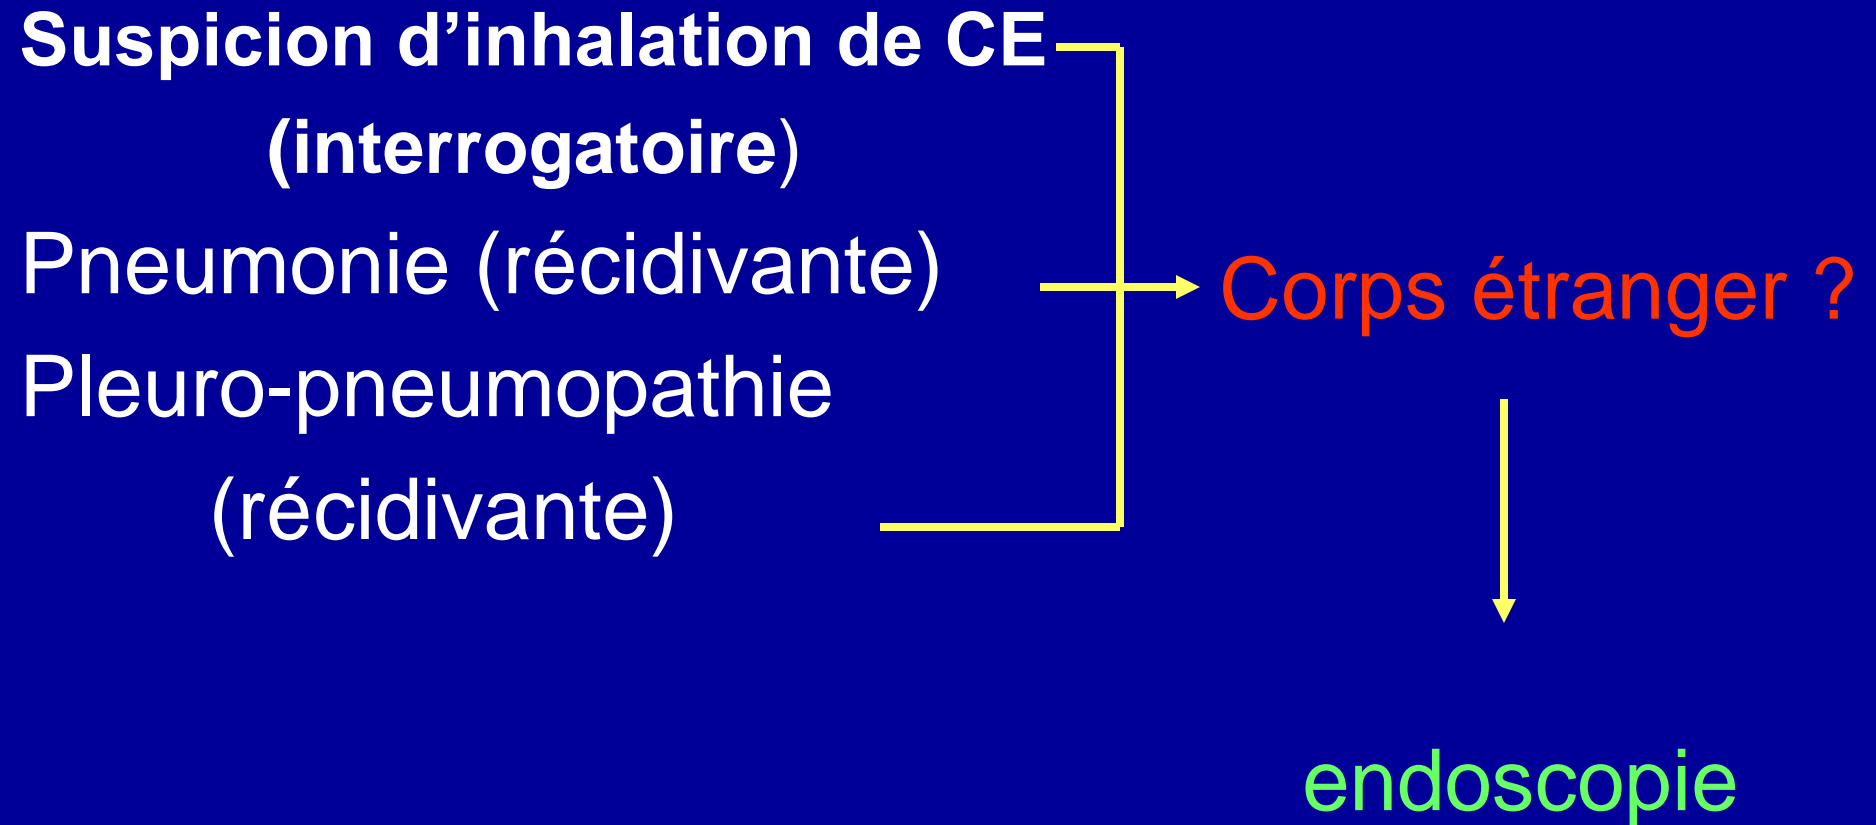 Suspicion d’inhalation de CE
(interrogatoire)
Pneumonie (récidivante)
Pleuro-pneumopathie
(récidivante)
Corps étranger ?
endoscopie